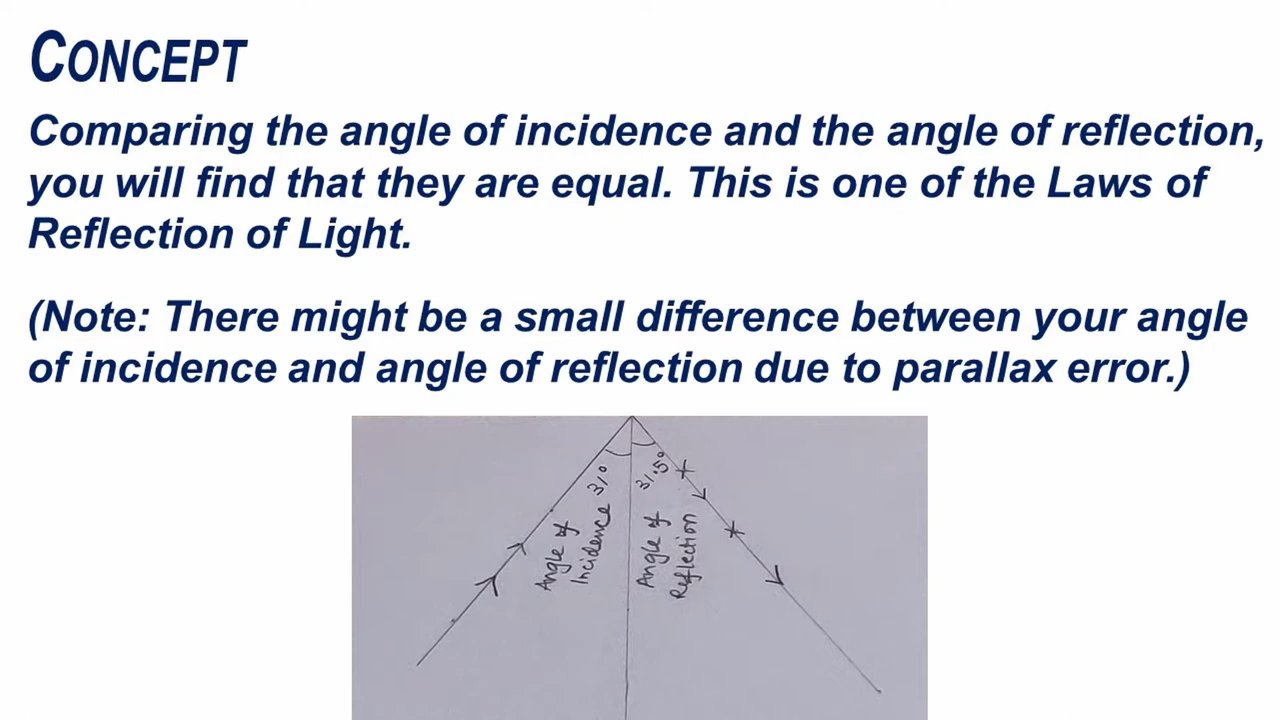 CONCEPT
Comparing the angle of incidence and the angle of reflection,
you will find that they are equal. This is one of the Laws of
Reflection of Light.
(Note: There might be a small difference between your angle
of incidence and angle of reflection due to parallax error.)
31°
Angle of
Incidence
31.5°
Angle of
Reflection